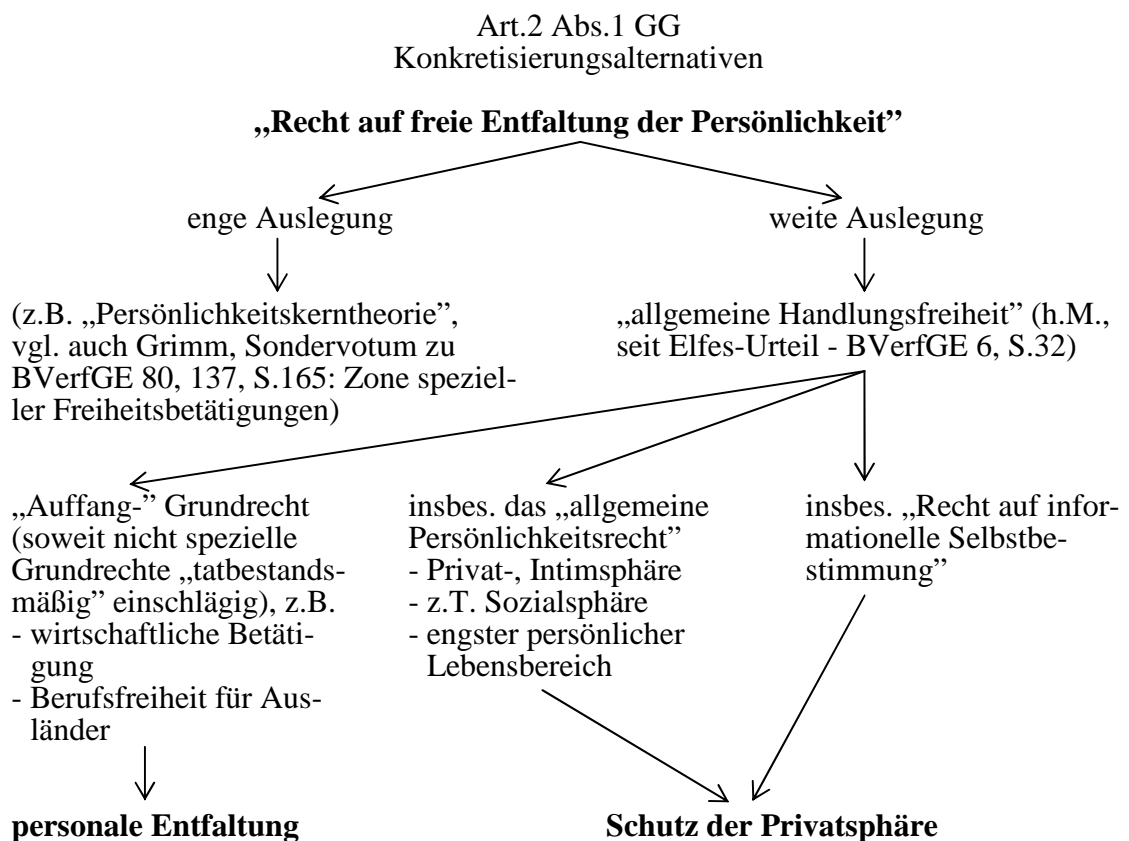 Art.2 Abs.1 GG
Konkretisierungsalternativen
„Recht auf freie Entfaltung der Persönlichkeit”
enge Auslegung
weite Auslegung
(z.B. „Persönlichkeitskerntheorie”,
vgl. auch Grimm, Sondervotum zu
BVerfGE 80, 137, S.165: Zone speziel-
ler Freiheitsbetätigungen)
„allgemeine Handlungsfreiheit” (h.M.,
seit Elfes-Urteil - BVerfGE 6, S.32)
„Auffang-” Grundrecht
(soweit nicht spezielle
Grundrechte „tatbestands-
mäßig” einschlägig), z.B.
- wirtschaftliche Betäti-
gung
- Berufsfreiheit für Aus-
länder
insbes. das „allgemeine
Persönlichkeitsrecht”
- Privat-, Intimsphäre
- z.T. Sozialsphäre
- engster persönlicher
Lebensbereich
insbes. „Recht auf infor-
mationelle Selbstbe-
stimmung”
personale Entfaltung
Schutz der Privatsphäre